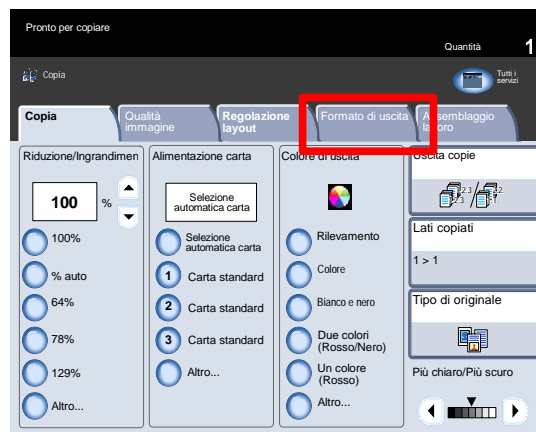 Pronto per copiare
Quantità
1
Copia
Tutti i
servizi
Copia
Qualità
immagine
Regolazione
layout
Formato di uscita
Assemblaggio
lavoro
Riduzione/Ingrandimen
100 %
100%
% auto
64%
78%
129%
Altro...
Alimentazione carta
Selezione
automatica carta
Selezione
automatica carta
1 Carta standard
2 Carta standard
3 Carta standard
Altro...
Colore di uscita
Rilevamento
Colore
Bianco e nero
Due colori
(Rosso/Nero)
Un colore
(Rosso)
Altro...
Uscita copie
Lati copiati
1 > 1
Tipo di originale
Più chiaro/Più scuro